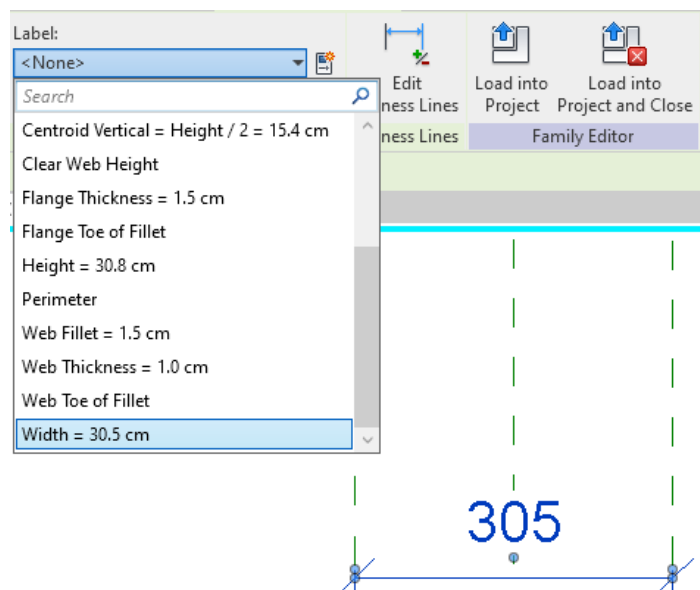 Label:
<None>
Search
Centroid Vertical = Height / 2 = 15.4 cm
Clear Web Height
Flange Thickness = 1.5 cm
Flange Toe of Fillet
Height = 30.8 cm
Perimeter
Web Fillet = 1.5 cm
Web Thickness = 1.0 cm
Web Toe of Fillet
Width = 30.5 cm
Edit
ness Lines
Load into
Project
Load into
Project and Close
ness Lines
Family Editor
305